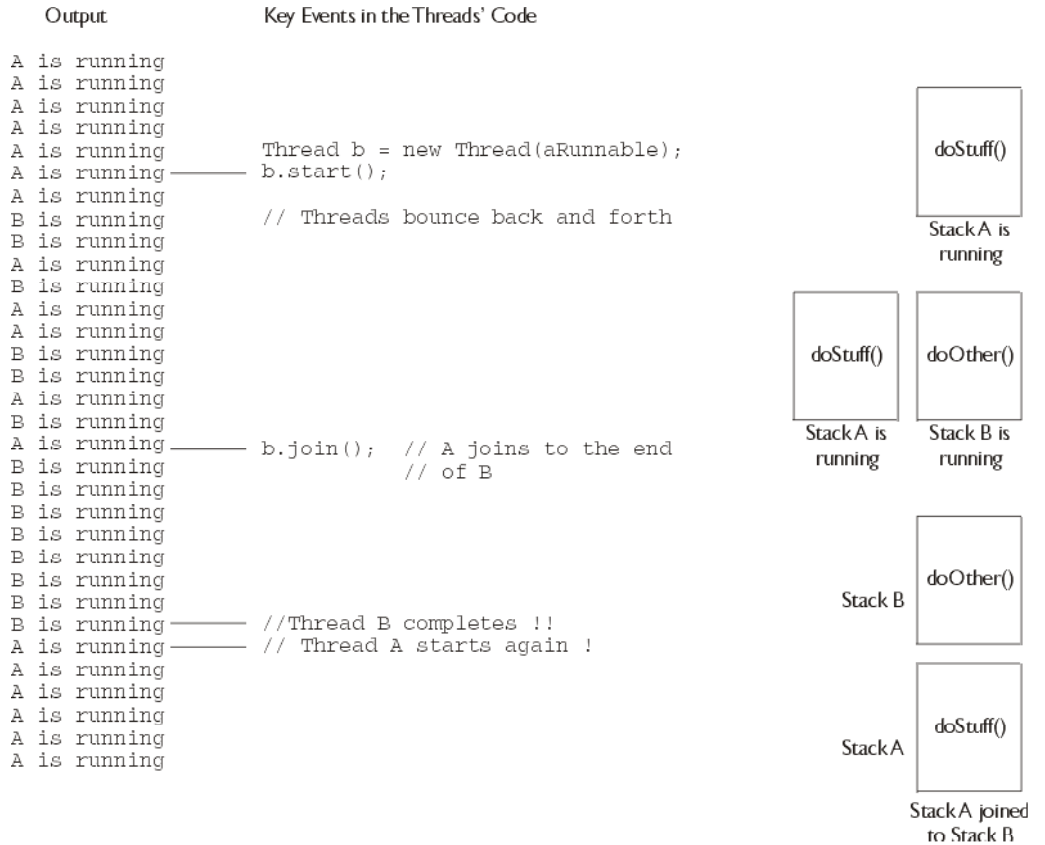 Output
Key Events in the Threads' Code
A is running
A is running
A is running
A is running
A is running
A is running
A is running
B is running
B is running
A is running
B is running
A is running
A is running
B is running
B is running
A is running
B is running
A is running
B is running
B is running
B is running
B is running
B is running
B is running
B is running
B is running
A is running
A is running
A is running
A is running
A is running
A is running
Thread b = new Thread(aRunnable);
b.start();
// Threads bounce back and forth
b.join();  // A joins to the end
// of B
//Thread B completes !!
// Thread A starts again !
doStuff()
Stack A is
running
doStuff()
Stack A is
running
doOther()
Stack B is
running
Stack B
doOther()
Stack A
doStuff()
Stack A joined
to Stack B